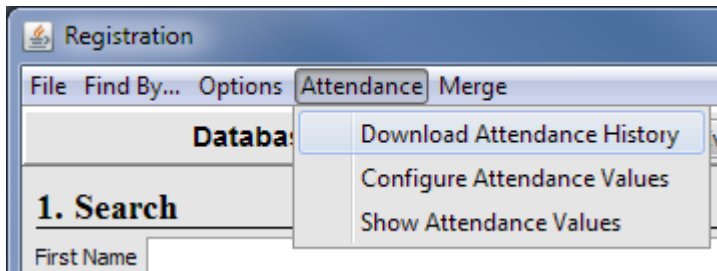 Registration
File Find By... Options Attendance Merge
Download Attendance History
Configure Attendance Values
1. Search
Show Attendance Values
First Name